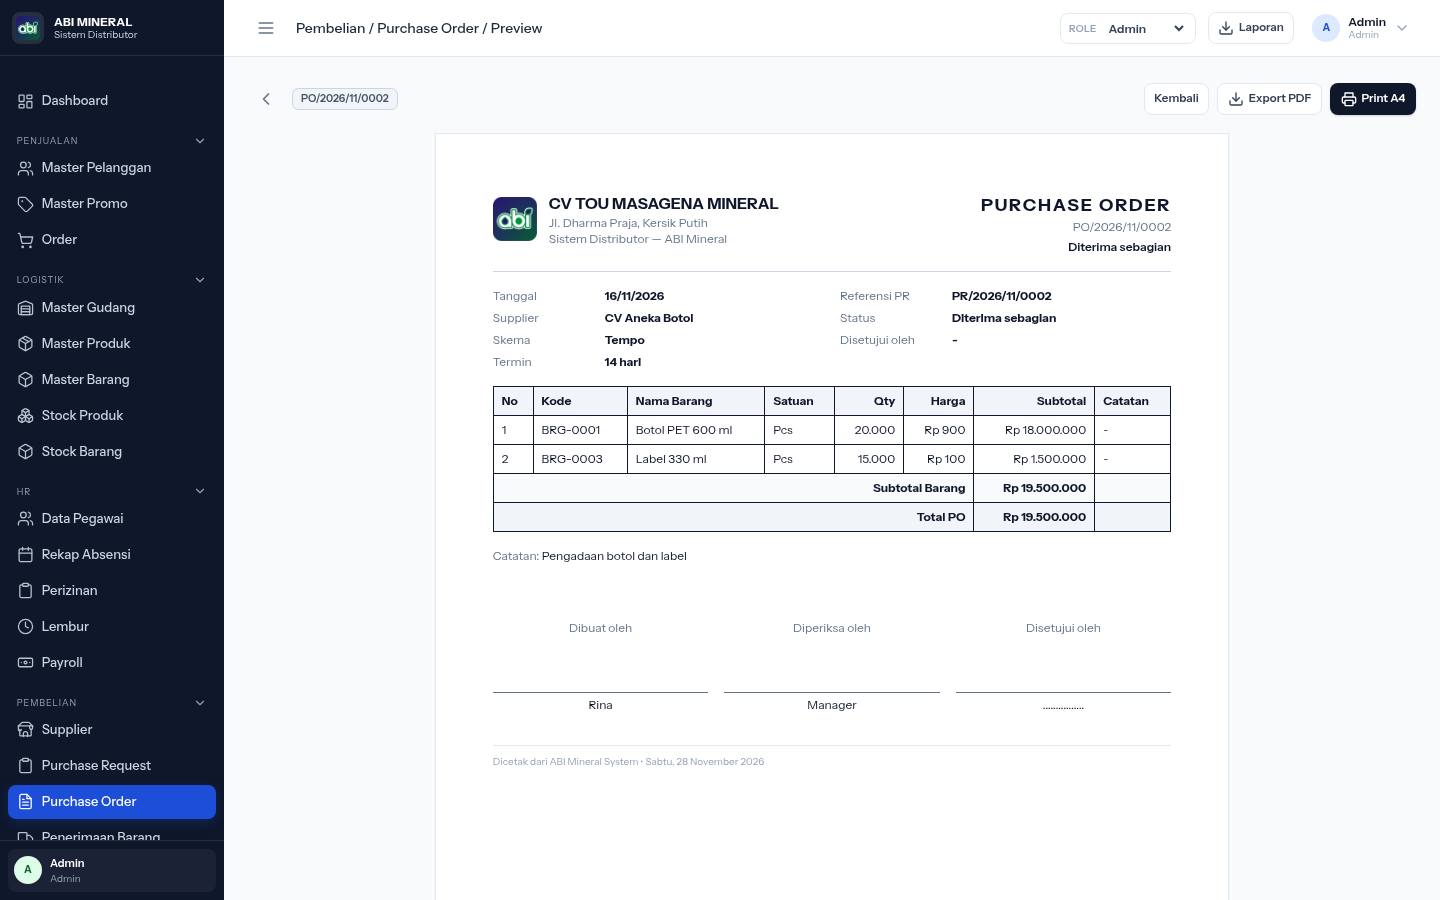 abi
ABI MINERAL
Sistem Distributor
Dashboard
PENJUALAN
Master Pelanggan
Master Promo
Order
LOGISTIK
Master Gudang
Master Produk
Master Barang
Stock Produk
Stock Barang
HR
Data Pegawai
Rekap Absensi
Perizinan
Lembur
Payroll
PEMBELIAN
Supplier
Purchase Request
Purchase Order
Penerimaan Barang
A
Admin
Admin
Pembelian / Purchase Order / Preview
ROLE Admin
Laporan
A
Admin
Admin
PO/2026/11/0002
Kembali
Export PDF
Print A4
abi
CV TOU MASAGENA MINERAL
Jl. Dharma Praja, Kersik Putih
Sistem Distributor — ABI Mineral
PURCHASE ORDER
PO/2026/11/0002
Diterima sebagian
Tanggal 16/11/2026
Supplier CV Aneka Botol
Skema Tempo
Termin 14 hari
Referensi PR PR/2026/11/0002
Status Diterima sebagian
Disetujui oleh -
No Kode Nama Barang Satuan Qty Harga Subtotal Catatan
1 BRG-0001 Botol PET 600 ml Pcs 20.000 Rp 900 Rp 18.000.000 -
2 BRG-0003 Label 330 ml Pcs 15.000 Rp 100 Rp 1.500.000 -
Subtotal Barang Rp 19.500.000
Total PO Rp 19.500.000
Catatan: Pengadaan botol dan label
Dibuat oleh Diperiksa oleh Disetujui oleh
Rina Manager ................
Dicetak dari ABI Mineral System • Sabtu, 28 November 2026